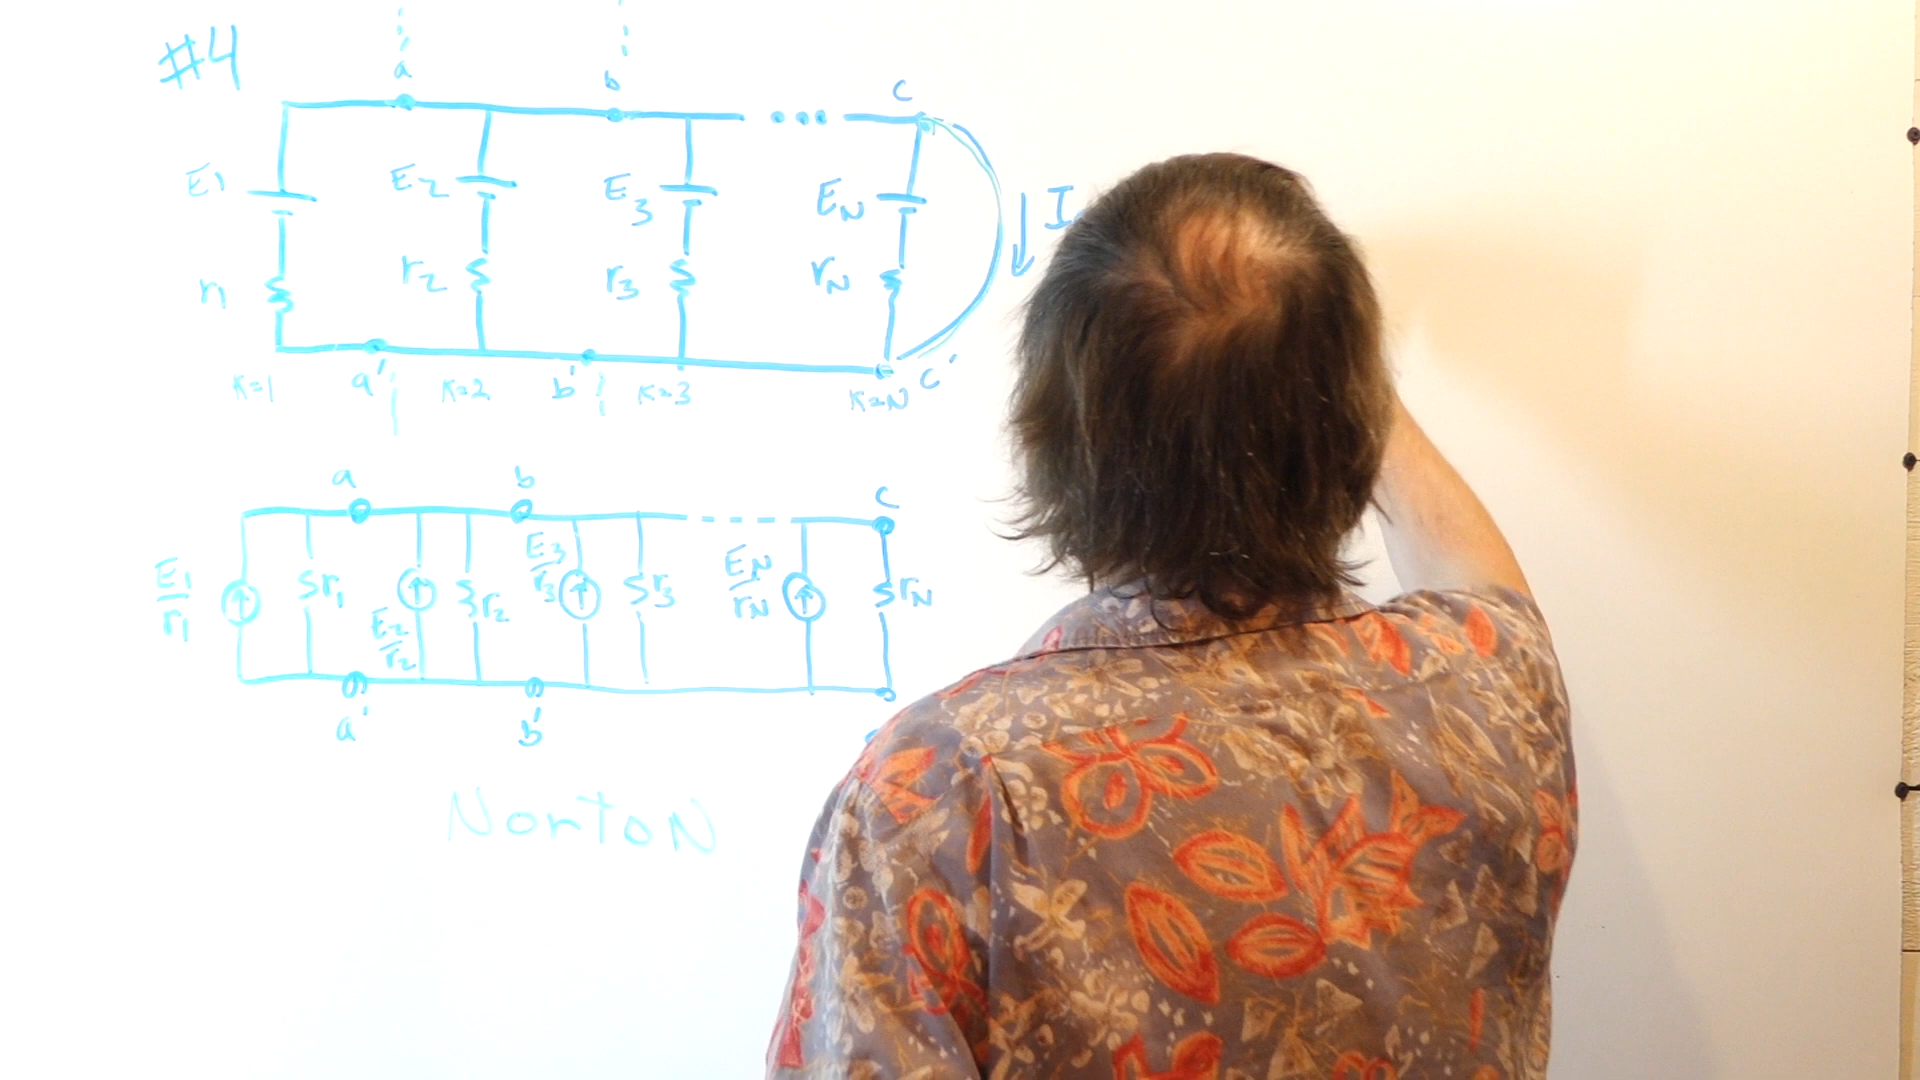 #4
a b c
E1 E2 E3 EN I
r1 r2 r3 rN
K=1 a' K=2 b' K=3 K=N c'
a b c
E1/r1 r1 E2/r2 r2 E3/r3 r3 EN/rN rN
a' b'
NortoN